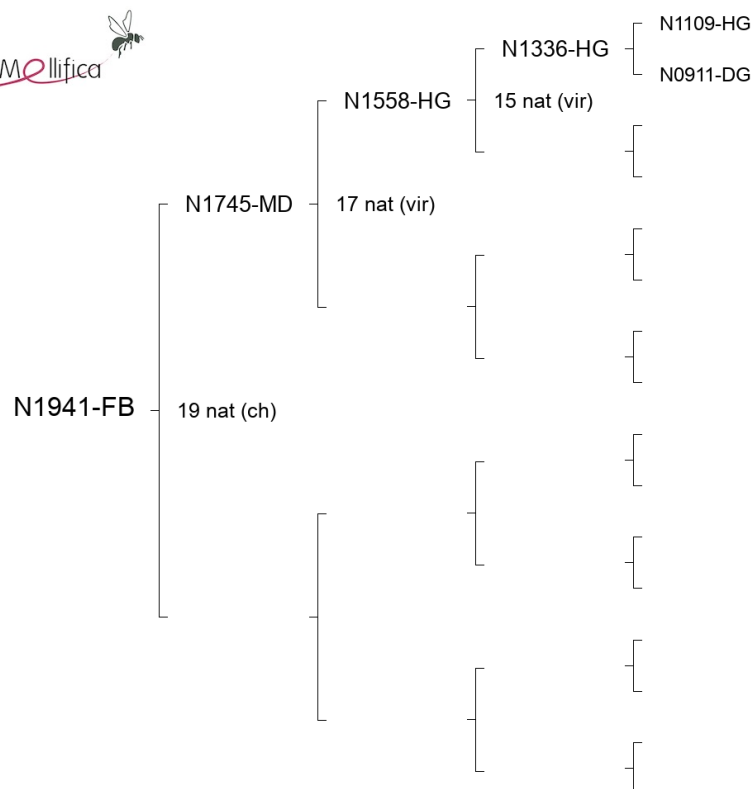 Mellifica
N1109-HG
N1336-HG
N0911-DG
N1558-HG
15 nat (vir)
N1745-MD
17 nat (vir)
N1941-FB
19 nat (ch)